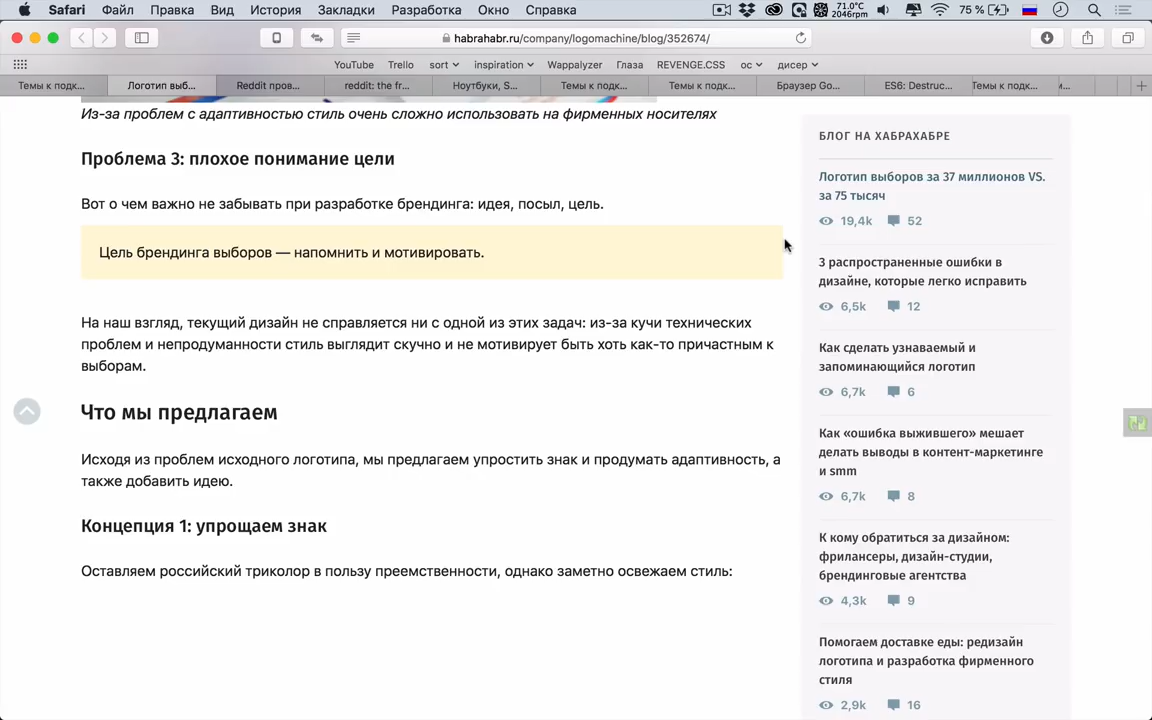 Safari Файл Правка Вид История Закладки Разработка Окно Справка 71.0°C 2046rpm 75 %
habrahabr.ru/company/logomachine/blog/352674/
YouTube Trello sort inspiration Wappalyzer Глаза REVENGE.CSS ос дисер
Темы к подк... Логотип выб... Reddit пров... reddit: the fr... Ноутбуки, S... Темы к подк... Темы к подк... Браузер Go... ES6: Destruc... Темы к подк... и...
Из-за проблем с адаптивностью стиль очень сложно использовать на фирменных носителях
Проблема 3: плохое понимание цели
Вот о чем важно не забывать при разработке брендинга: идея, посыл, цель.
Цель брендинга выборов — напомнить и мотивировать.
На наш взгляд, текущий дизайн не справляется ни с одной из этих задач: из-за кучи технических
проблем и непродуманности стиль выглядит скучно и не мотивирует быть хоть как-то причастным к
выборам.
Что мы предлагаем
Исходя из проблем исходного логотипа, мы предлагаем упростить знак и продумать адаптивность, а
также добавить идею.
Концепция 1: упрощаем знак
Оставляем российский триколор в пользу преемственности, однако заметно освежаем стиль:
БЛОГ НА ХАБРАХАБРЕ
Логотип выборов за 37 миллионов VS.
за 75 тысяч
19,4k 52
3 распространенные ошибки в
дизайне, которые легко исправить
6,5k 12
Как сделать узнаваемый и
запоминающийся логотип
6,7k 6
Как «ошибка выжившего» мешает
делать выводы в контент-маркетинге
и smm
6,7k 8
К кому обратиться за дизайном:
фрилансеры, дизайн-студии,
брендинговые агентства
4,3k 9
Помогаем доставке еды: редизайн
логотипа и разработка фирменного
стиля
2,9k 16